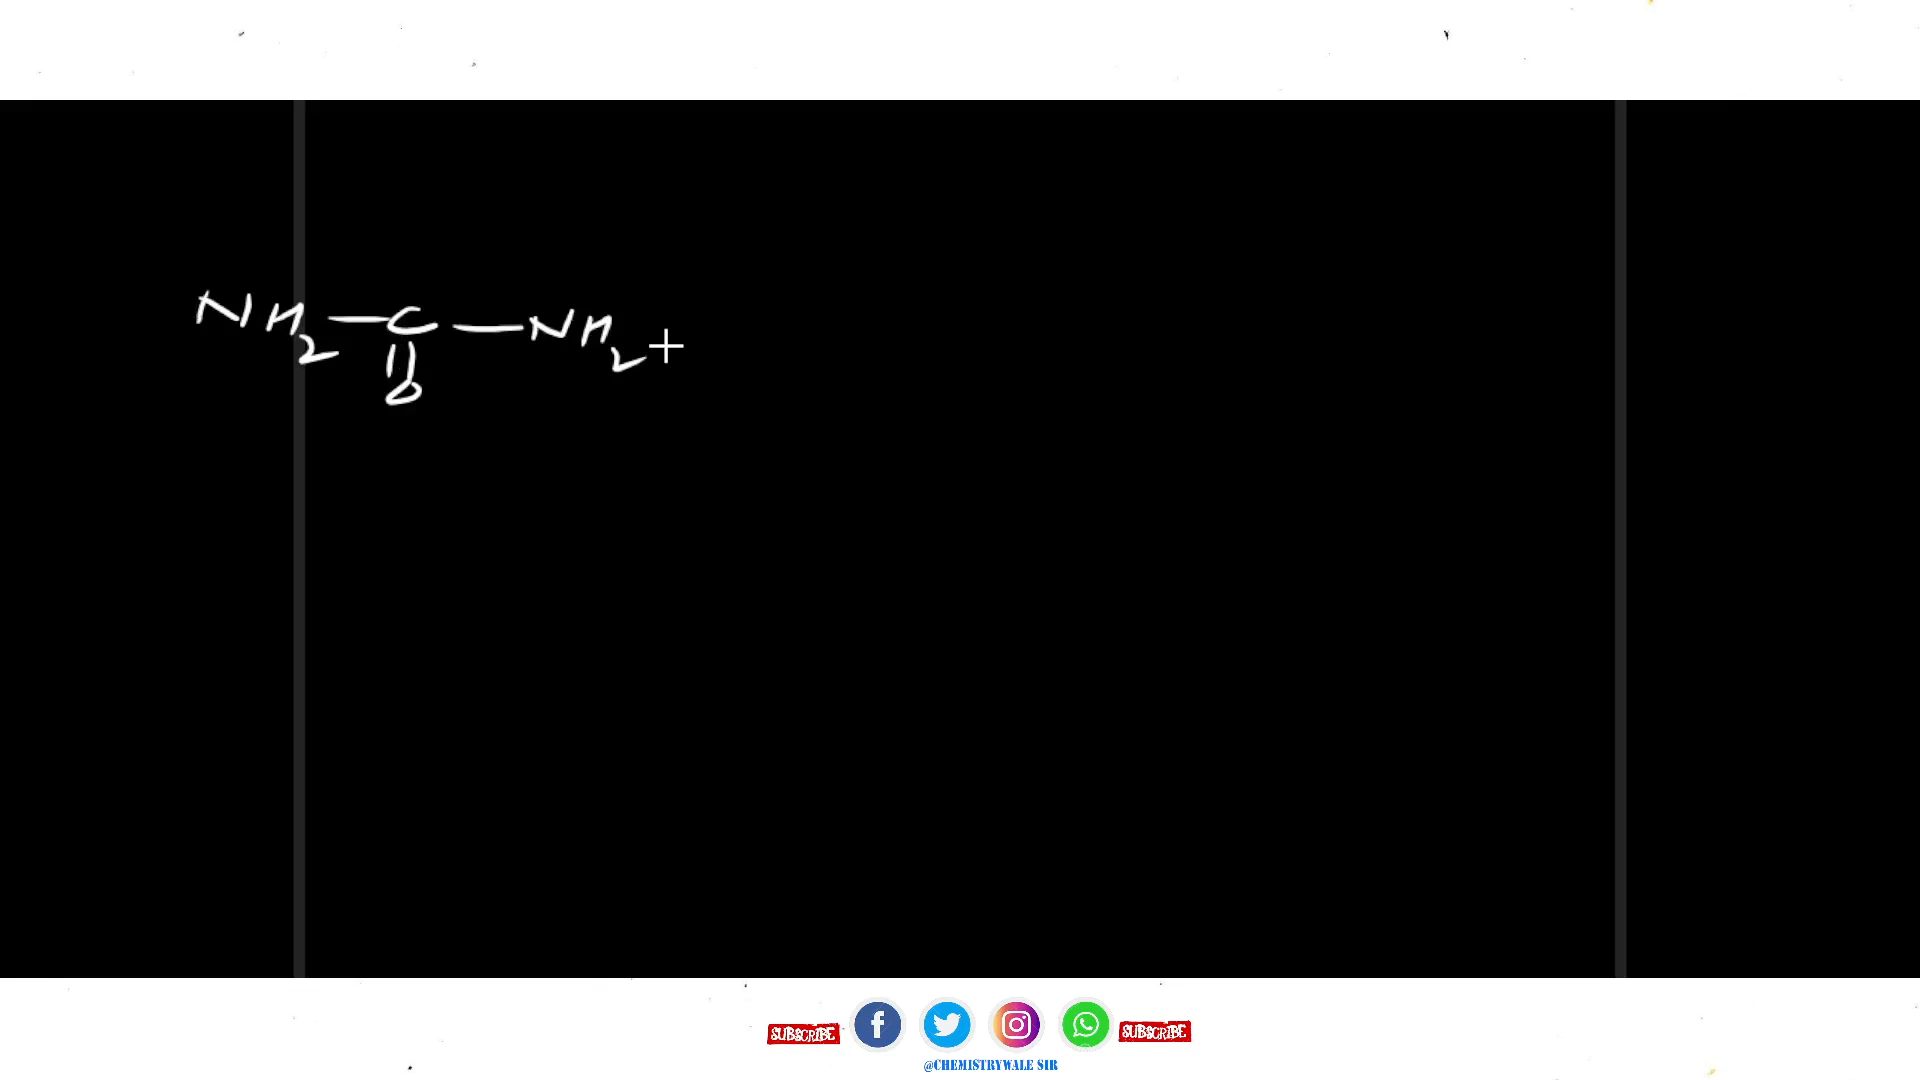 NH2 — C — NH2 +
||
O
SUBSCRIBE
SUBSCRIBE
@CHEMISTRYWALE SIR